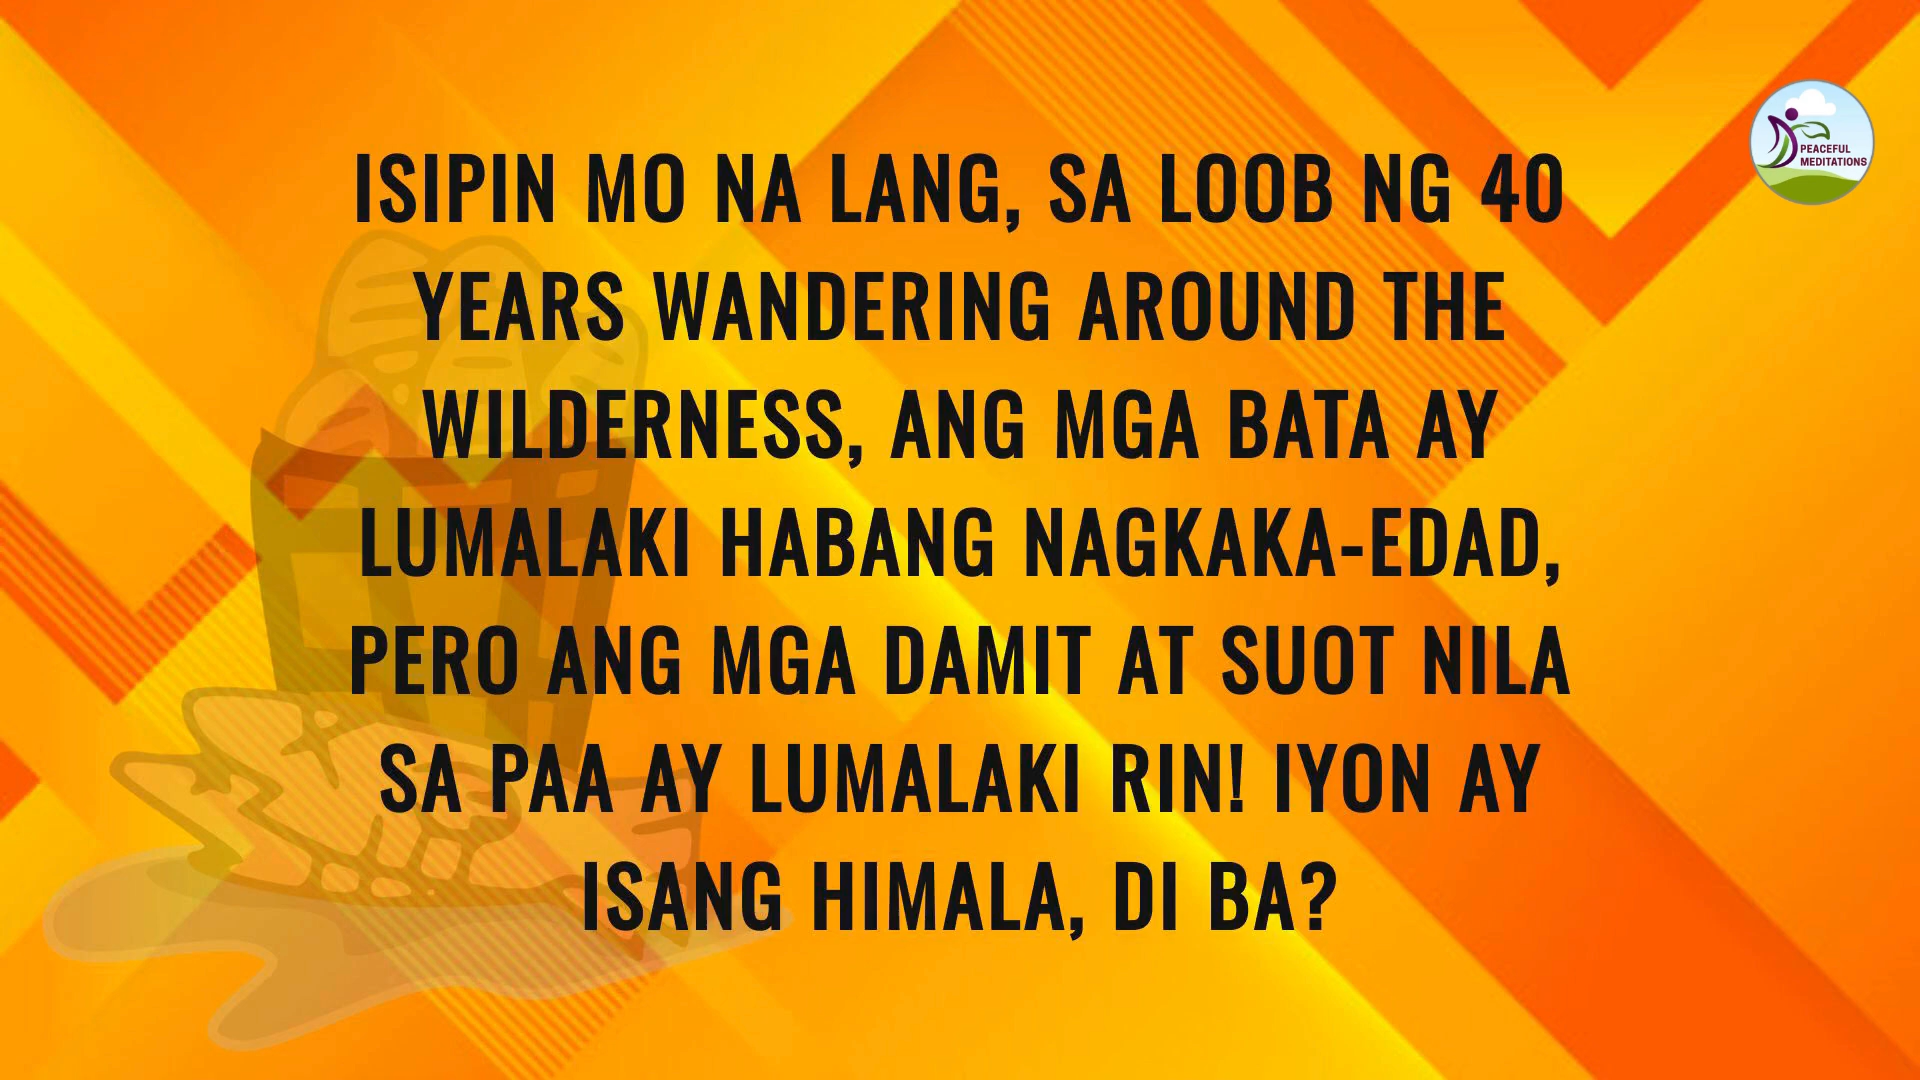 ISIPIN MO NA LANG, SA LOOB NG 40
YEARS WANDERING AROUND THE
WILDERNESS, ANG MGA BATA AY
LUMALAKI HABANG NAGKAKA-EDAD,
PERO ANG MGA DAMIT AT SUOT NILA
SA PAA AY LUMALAKI RIN! IYON AY
ISANG HIMALA, DI BA?
PEACEFUL
MEDITATIONS